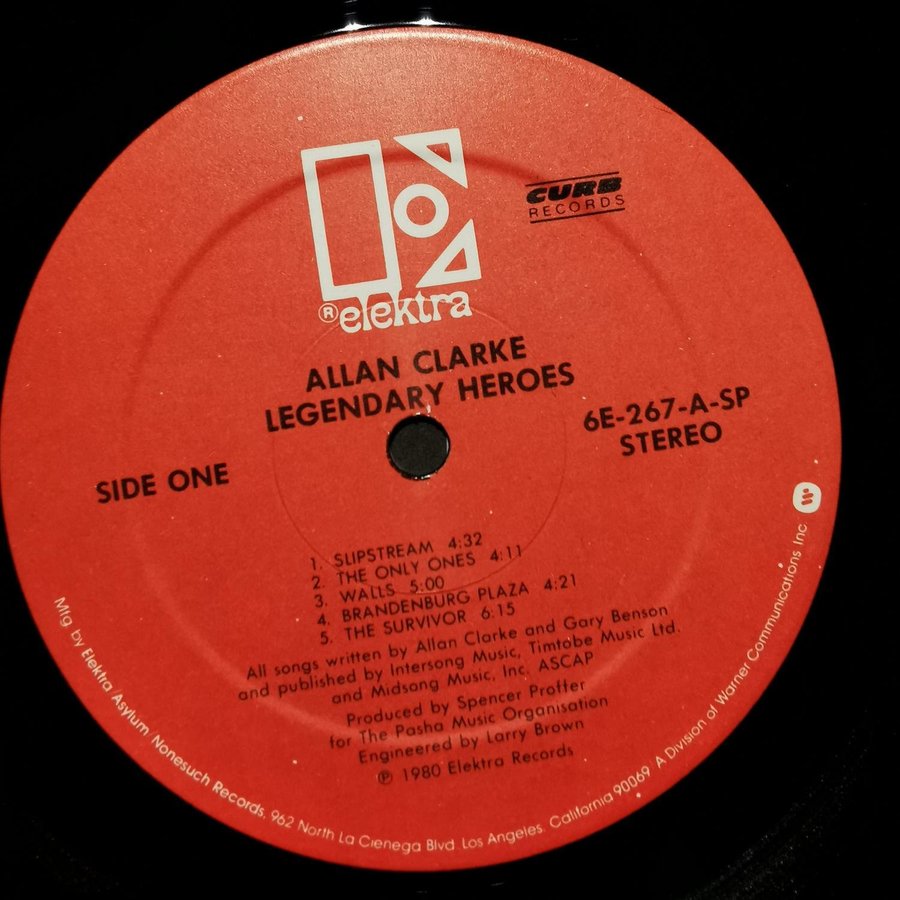 CURB
RECORDS
® elektra
ALLAN CLARKE
LEGENDARY HEROES
6E-267-A-SP
STEREO
SIDE ONE
1. SLIPSTREAM 4:32
2. THE ONLY ONES 4:11
3. WALLS 5:00
4. BRANDENBURG PLAZA 4:21
5. THE SURVIVOR 6:15
All songs written by Allan Clarke and Gary Benson
and published by Intersong Music, Timtobe Music Ltd.
and Midsong Music, Inc. ASCAP
Produced by Spencer Proffer
for The Pasha Music Organisation
Engineered by Larry Brown
℗ 1980 Elektra Records
Mfg by Elektra/Asylum/Nonesuch Records, 962 North La Cienega Blvd. Los Angeles. California 90069 A Division of Warner Communications Inc